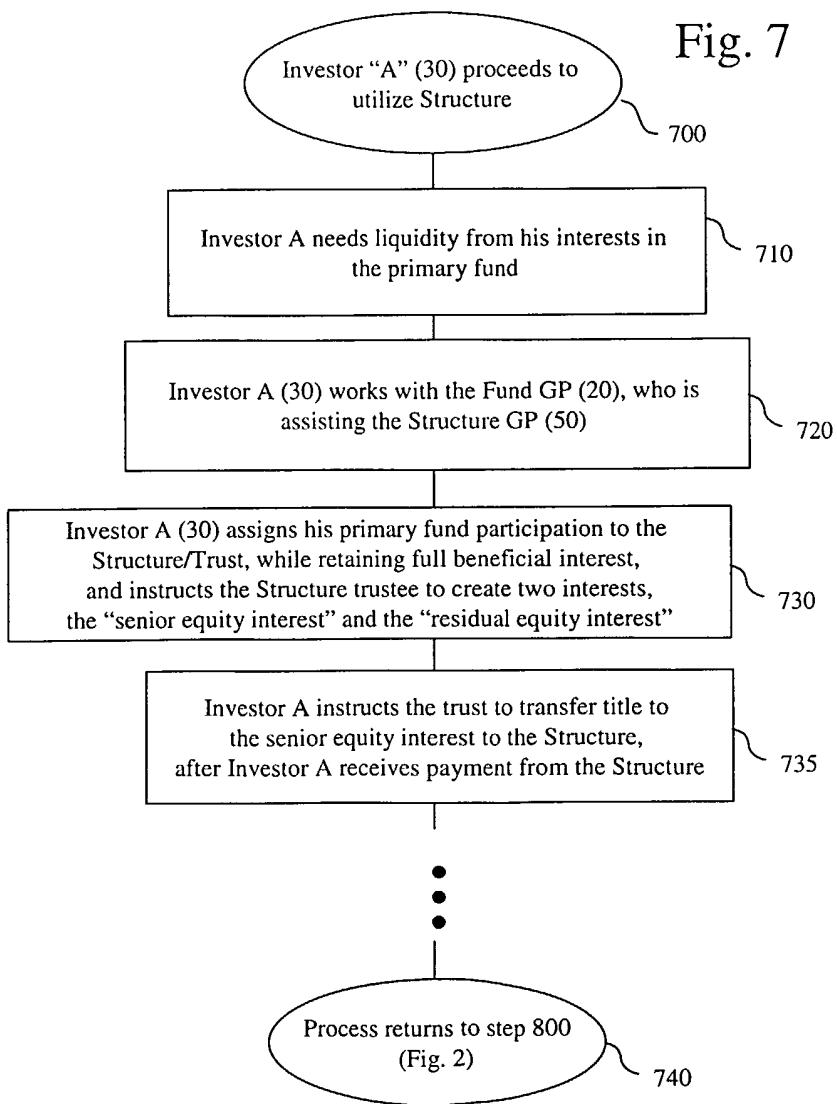 Fig. 7
Investor “A” (30) proceeds to
utilize Structure
700
Investor A needs liquidity from his interests in
the primary fund
710
Investor A (30) works with the Fund GP (20), who is
assisting the Structure GP (50)
720
Investor A (30) assigns his primary fund participation to the
Structure/Trust, while retaining full beneficial interest,
and instructs the Structure trustee to create two interests,
the “senior equity interest” and the “residual equity interest”
730
Investor A instructs the trust to transfer title to
the senior equity interest to the Structure,
after Investor A receives payment from the Structure
735
Process returns to step 800
(Fig. 2)
740